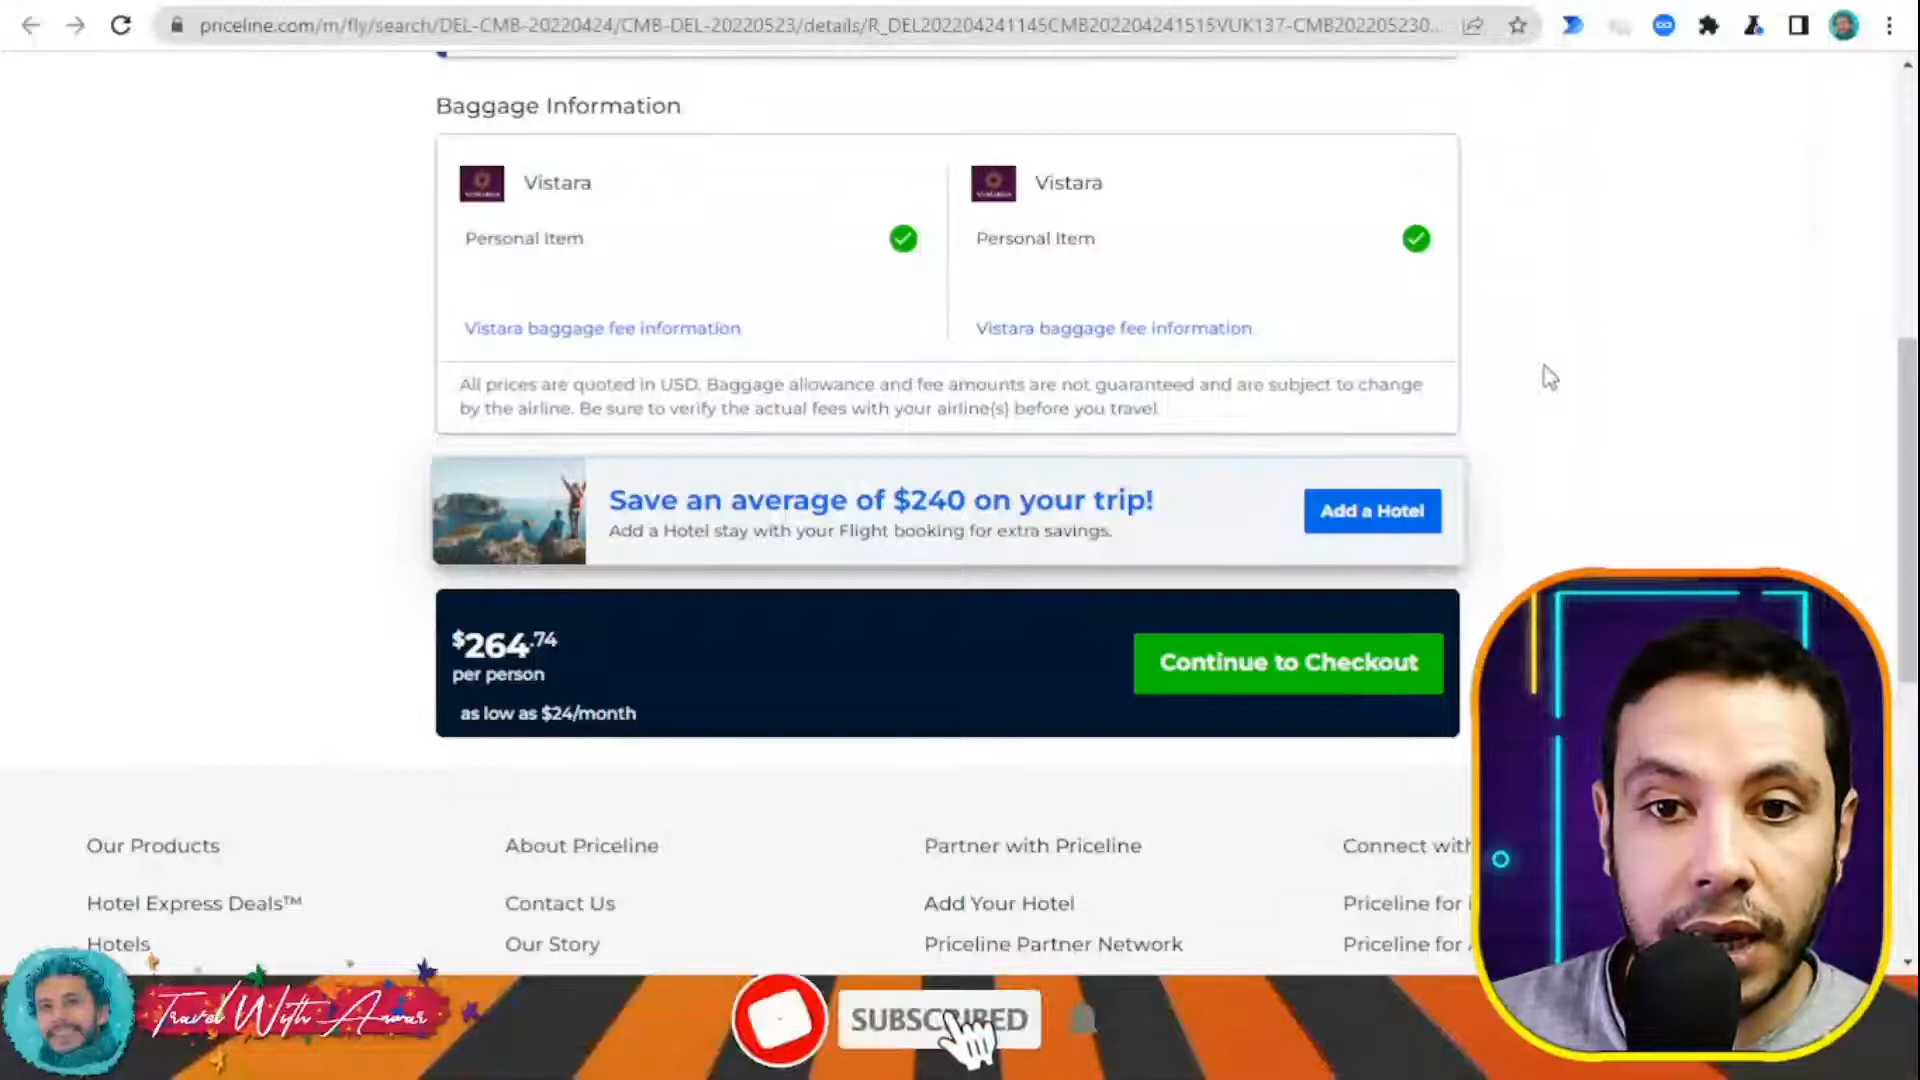 priceline.com/m/fly/search/DEL-CMB-20220424/CMB-DEL-20220523/details/R_DEL202204241145CMB202204241515VUK137-CMB202205230...
Baggage Information
Vistara
Vistara
Personal Item
Personal Item
Vistara baggage fee information
Vistara baggage fee information
All prices are quoted in USD. Baggage allowance and fee amounts are not guaranteed and are subject to change
by the airline. Be sure to verify the actual fees with your airline(s) before you travel.
Save an average of $240 on your trip!
Add a Hotel stay with your Flight booking for extra savings.
Add a Hotel
$264.74
per person
as low as $24/month
Continue to Checkout
Our Products
About Priceline
Partner with Priceline
Connect with
Hotel Express Deals™
Contact Us
Add Your Hotel
Priceline for i
Hotels
Our Story
Priceline Partner Network
Priceline for A
Travel With Anwar
SUBSCRIBED